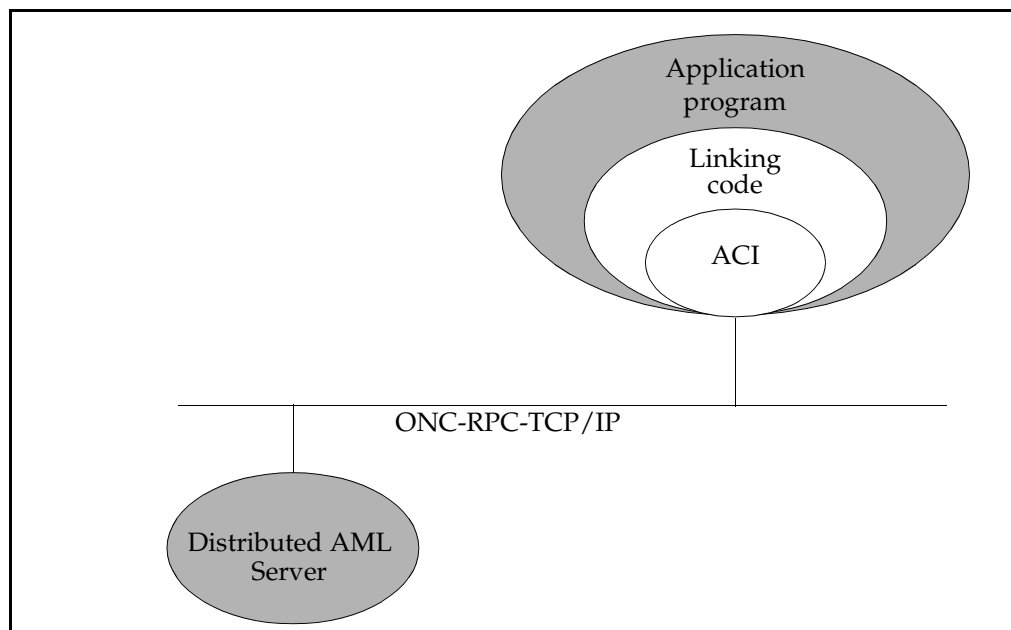 Application
program
Linking
code
ACI
ONC-RPC-TCP/IP
Distributed AML
Server